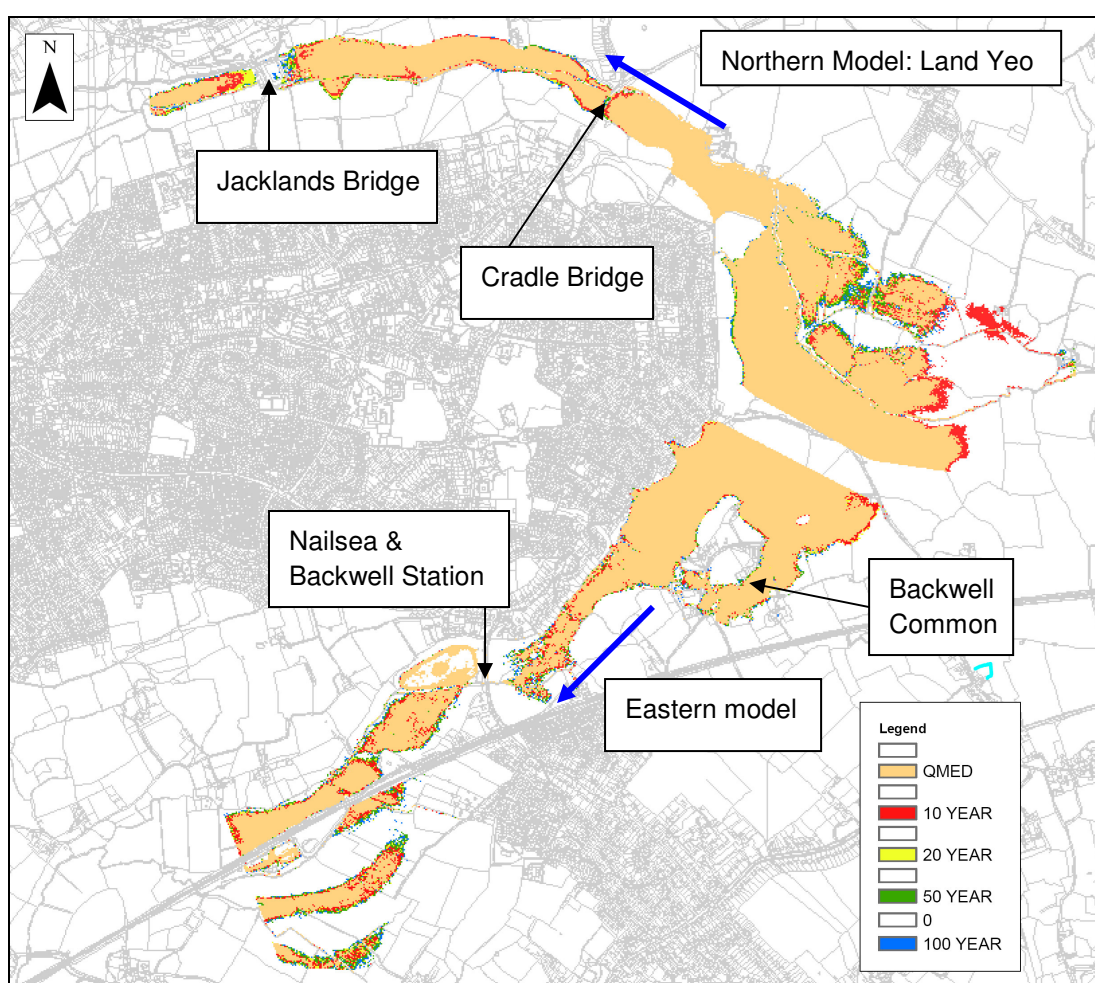 N
Northern Model: Land Yeo
Jacklands Bridge
Cradle Bridge
Nailsea &
Backwell Station
Backwell
Common
Eastern model
Legend
QMED
10 YEAR
20 YEAR
50 YEAR
0
100 YEAR